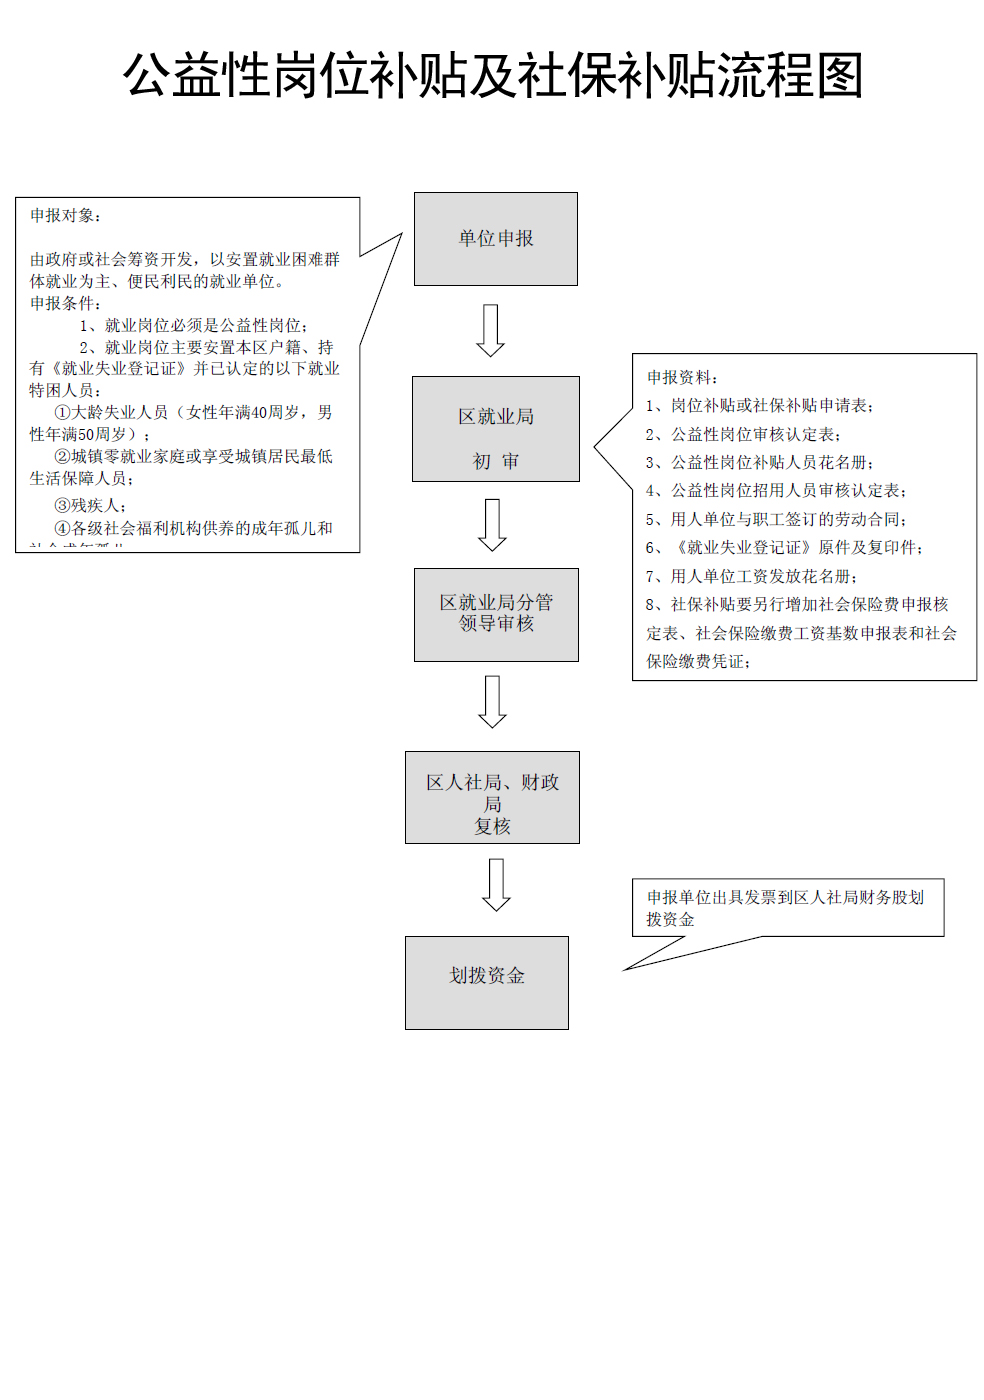 公益性岗位补贴及社保补贴流程图
申报对象：
由政府或社会筹资开发，以安置就业困难群
体就业为主、便民利民的就业单位。
申报条件：
1、就业岗位必须是公益性岗位；
2、就业岗位主要安置本区户籍、持
有《就业失业登记证》并已认定的以下就业
特困人员：
①大龄失业人员（女性年满40周岁，男
性年满50周岁）；
②城镇零就业家庭或享受城镇居民最低
生活保障人员；
③残疾人；
④各级社会福利机构供养的成年孤儿和
单位申报
区就业局
初 审
申报资料：
1、岗位补贴或社保补贴申请表；
2、公益性岗位审核认定表；
3、公益性岗位补贴人员花名册；
4、公益性岗位招用人员审核认定表；
5、用人单位与职工签订的劳动合同；
6、《就业失业登记证》原件及复印件；
7、用人单位工资发放花名册；
8、社保补贴要另行增加社会保险费申报核
定表、社会保险缴费工资基数申报表和社会
保险缴费凭证；
区就业局分管
领导审核
区人社局、财政
局
复核
申报单位出具发票到区人社局财务股划
拨资金
划拨资金